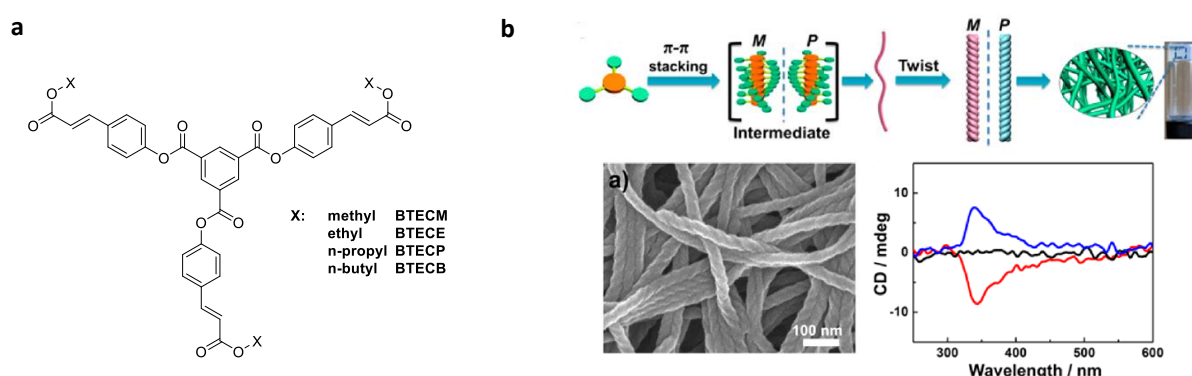 a
X
O
O
X
O
O
O
O
O
O
O
O
O
O
X: methyl BTECM
ethyl BTECE
n-propyl BTECP
n-butyl BTECB
O
O
X
b
π-π
stacking
M P
Intermediate
Twist
M P
a)
100 nm
CD / mdeg
10
0
-10
300 400 500 600
Wavelength / nm